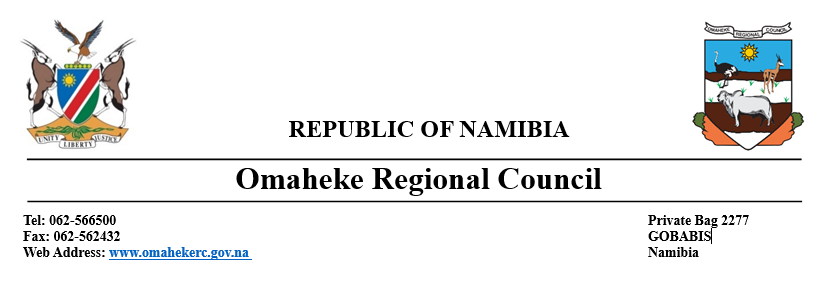 OMAHEKE REGIONAL COUNCIL
UNITY LIBERTY JUSTICE
REPUBLIC OF NAMIBIA
Omaheke Regional Council
Tel: 062-566500
Fax: 062-562432
Web Address: www.omahekerc.gov.na
Private Bag 2277
GOBABIS
Namibia